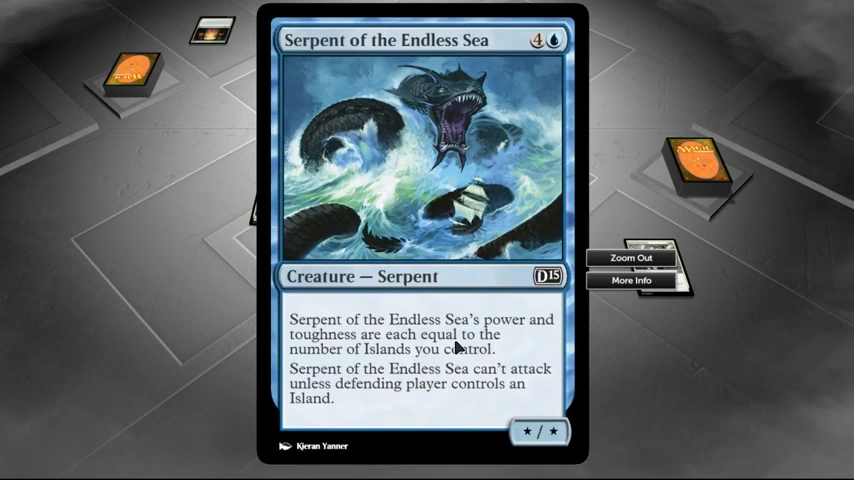 Serpent of the Endless Sea 4
Creature — Serpent D15
Serpent of the Endless Sea's power and
toughness are each equal to the
number of Islands you control.
Serpent of the Endless Sea can't attack
unless defending player controls an
Island.
★ / ★
Kieran Yanner
MAGIC
Zoom Out
More Info